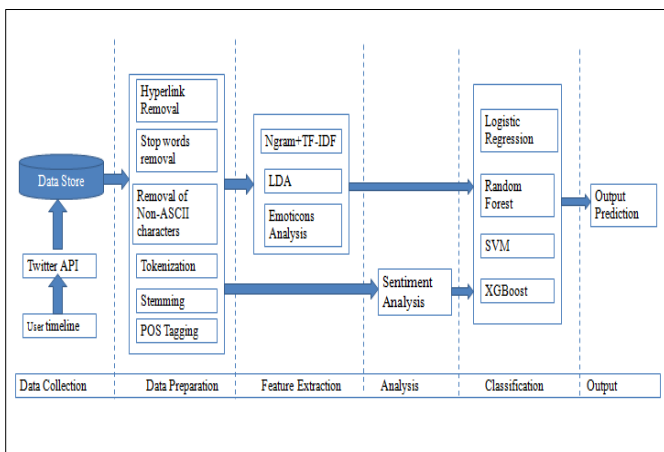 Data Store
Twitter API
User timeline
Hyperlink
Removal
Stop words
removal
Removal of
Non-ASCII
characters
Tokenization
Stemming
POS Tagging
Ngram+TF-IDF
LDA
Emoticons
Analysis
Sentiment
Analysis
Logistic
Regression
Random
Forest
SVM
XGBoost
Output
Prediction
Data Collection
Data Preparation
Feature Extraction
Analysis
Classification
Output